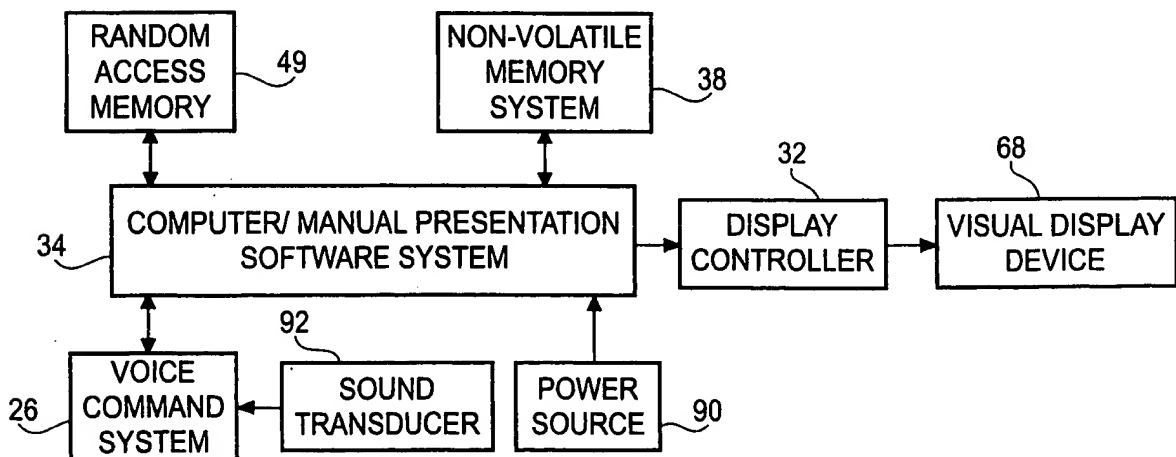 RANDOM
ACCESS
MEMORY
49
NON-VOLATILE
MEMORY
SYSTEM
38
COMPUTER/ MANUAL PRESENTATION
SOFTWARE SYSTEM
34
32
DISPLAY
CONTROLLER
68
VISUAL DISPLAY
DEVICE
VOICE
COMMAND
SYSTEM
26
92
SOUND
TRANSDUCER
POWER
SOURCE
90